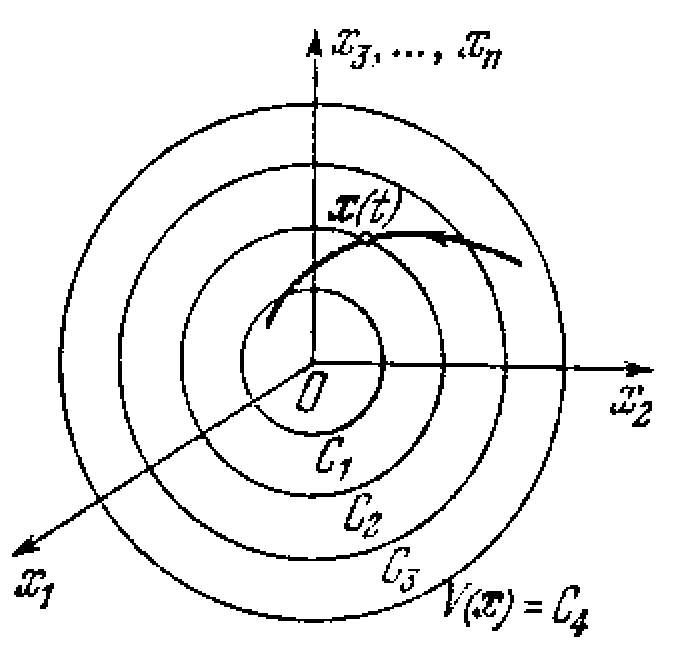 x₃, ..., xₙ
x(t)
O
x₂
C₁
C₂
C₃
x₁
V(x) = C₄